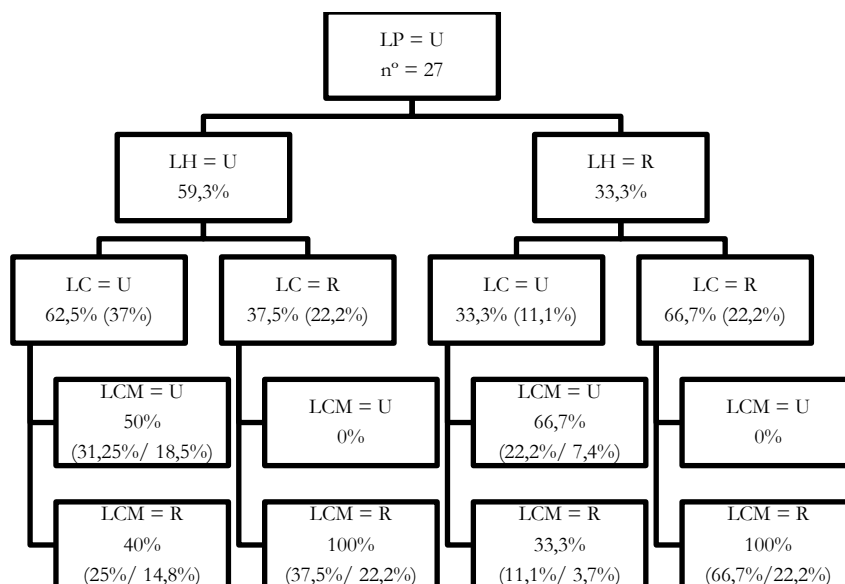 LP = U
nº = 27
LH = U
59,3%
LH = R
33,3%
LC = U
62,5% (37%)
LC = R
37,5% (22,2%)
LC = U
33,3% (11,1%)
LC = R
66,7% (22,2%)
LCM = U
50%
(31,25%/ 18,5%)
LCM = U
0%
LCM = U
66,7%
(22,2%/ 7,4%)
LCM = U
0%
LCM = R
40%
(25%/ 14,8%)
LCM = R
100%
(37,5%/ 22,2%)
LCM = R
33,3%
(11,1%/ 3,7%)
LCM = R
100%
(66,7%/22,2%)